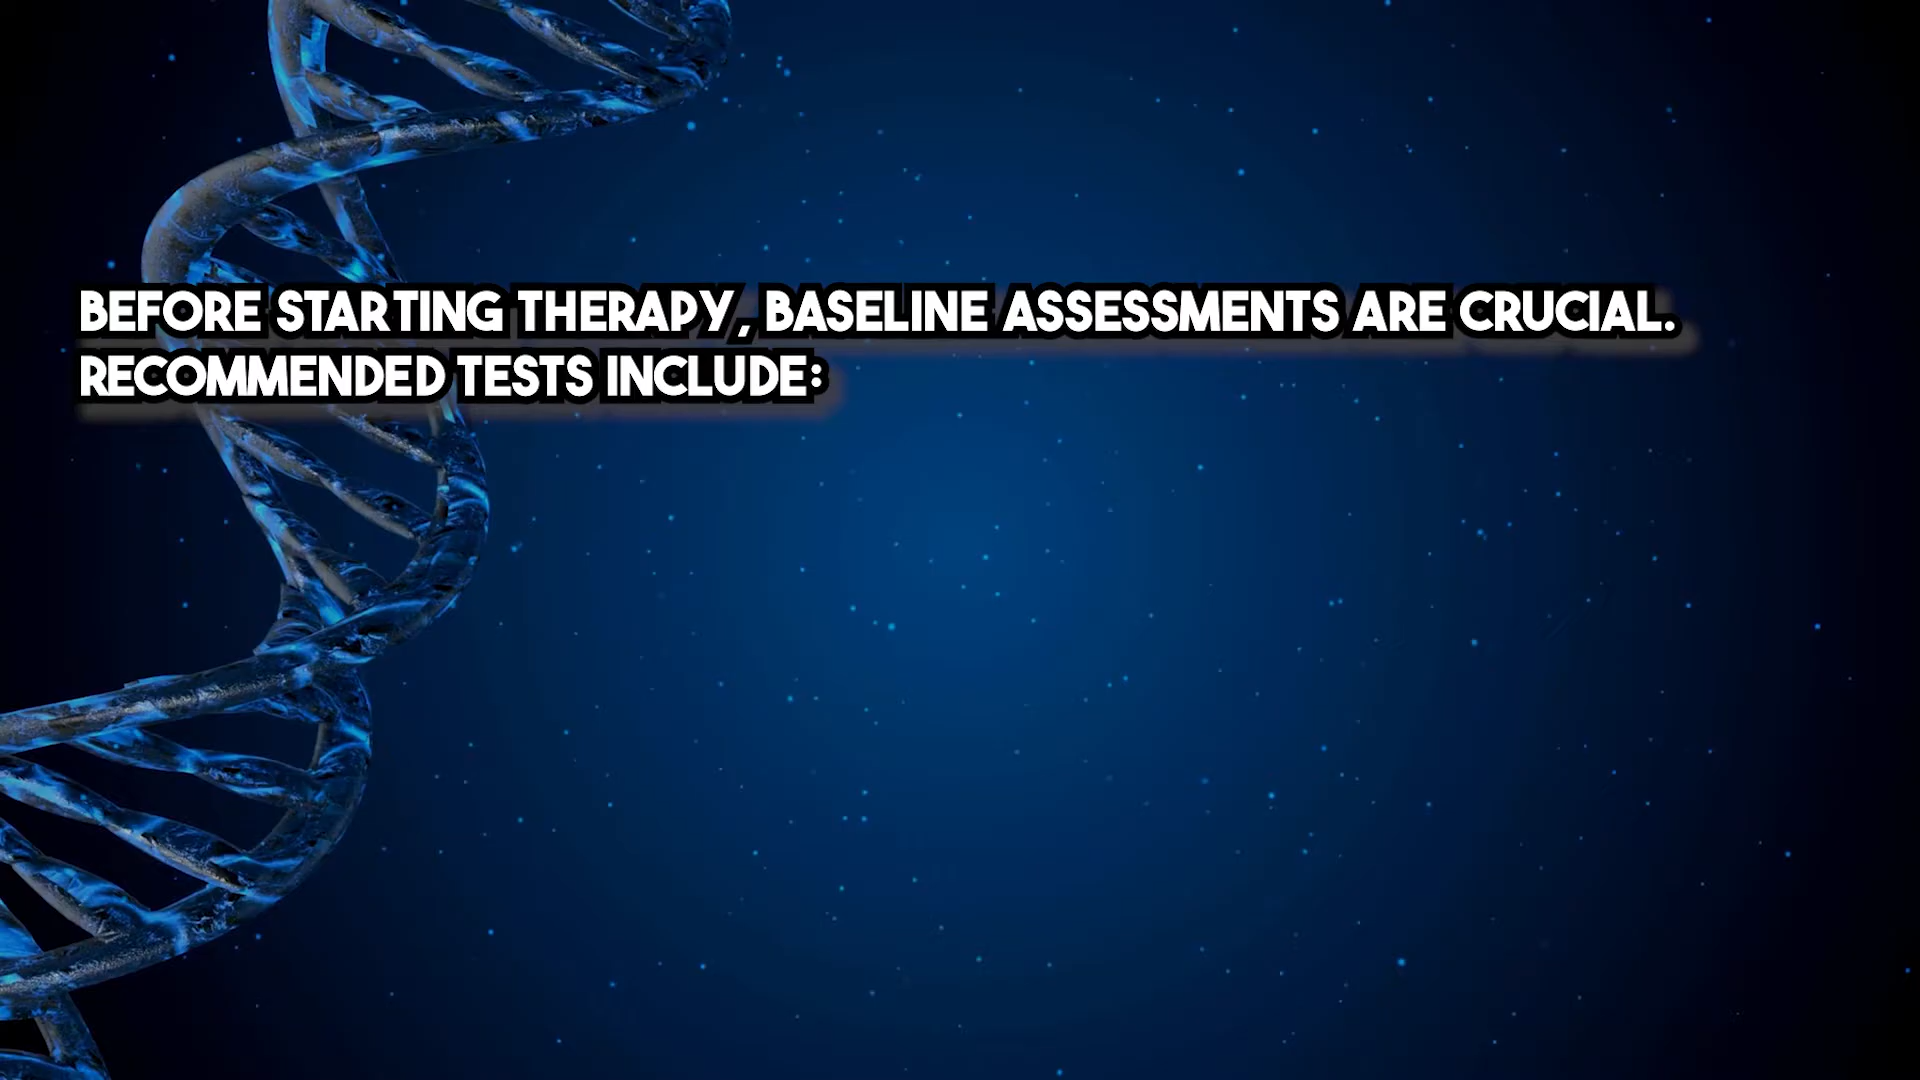 BEFORE STARTING THERAPY, BASELINE ASSESSMENTS ARE CRUCIAL.
RECOMMENDED TESTS INCLUDE: